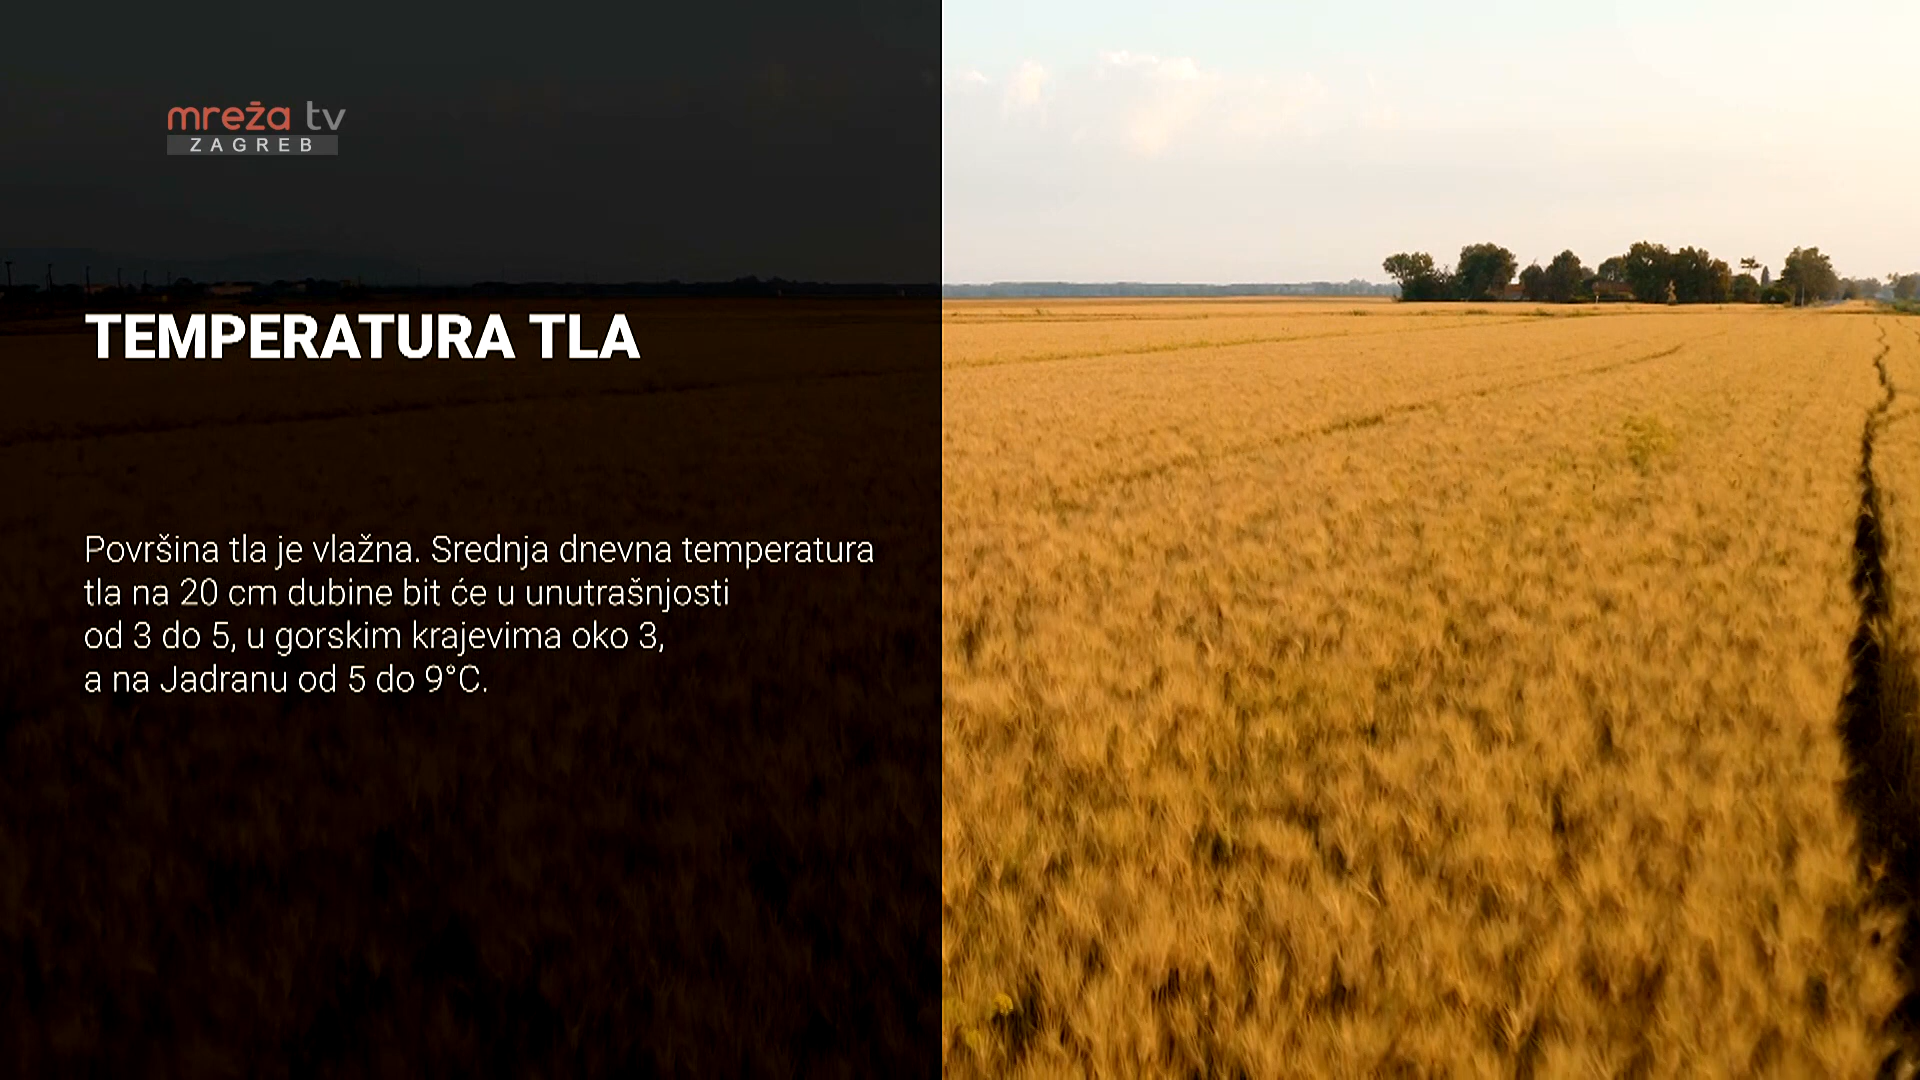 mreža tv
ZAGREB
TEMPERATURA TLA
Površina tla je vlažna. Srednja dnevna temperatura
tla na 20 cm dubine bit će u unutrašnjosti
od 3 do 5, u gorskim krajevima oko 3,
a na Jadranu od 5 do 9°C.